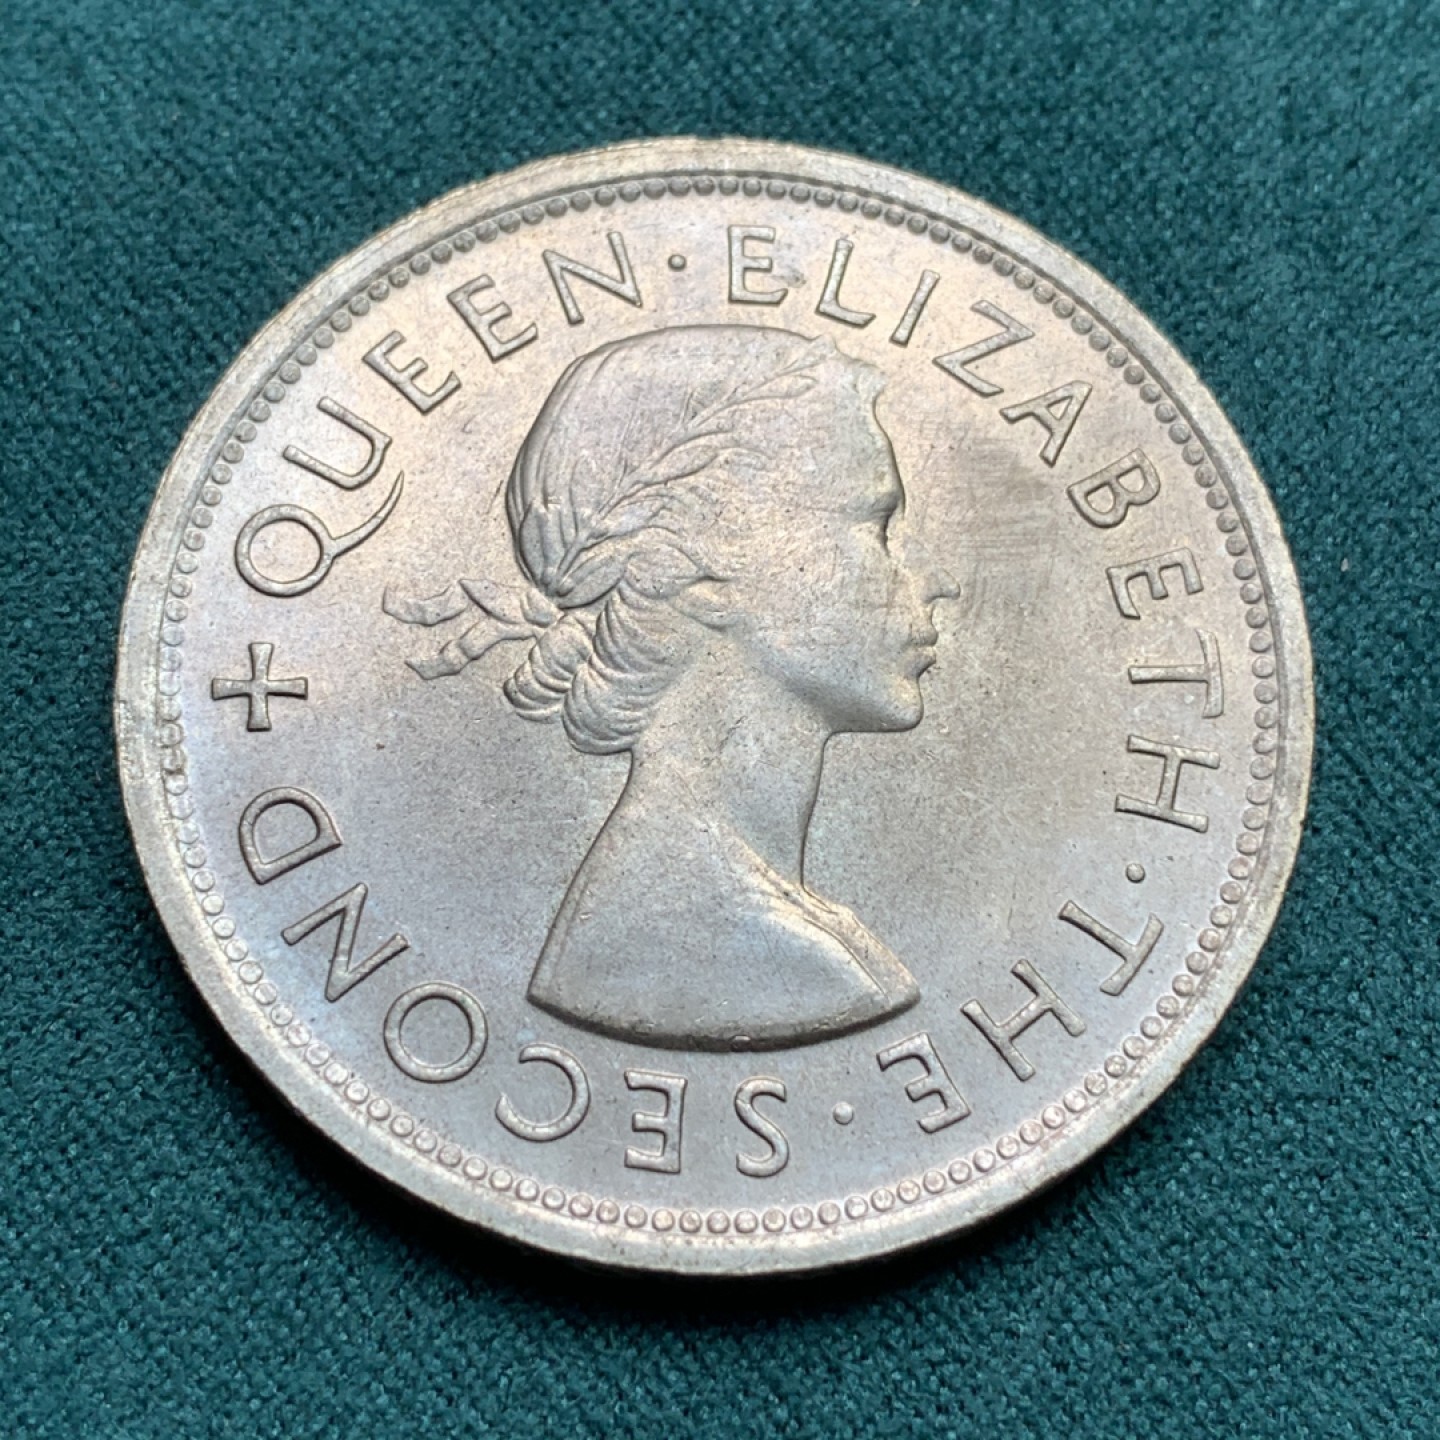 + QUEEN · ELIZABETH · THE · SECOND